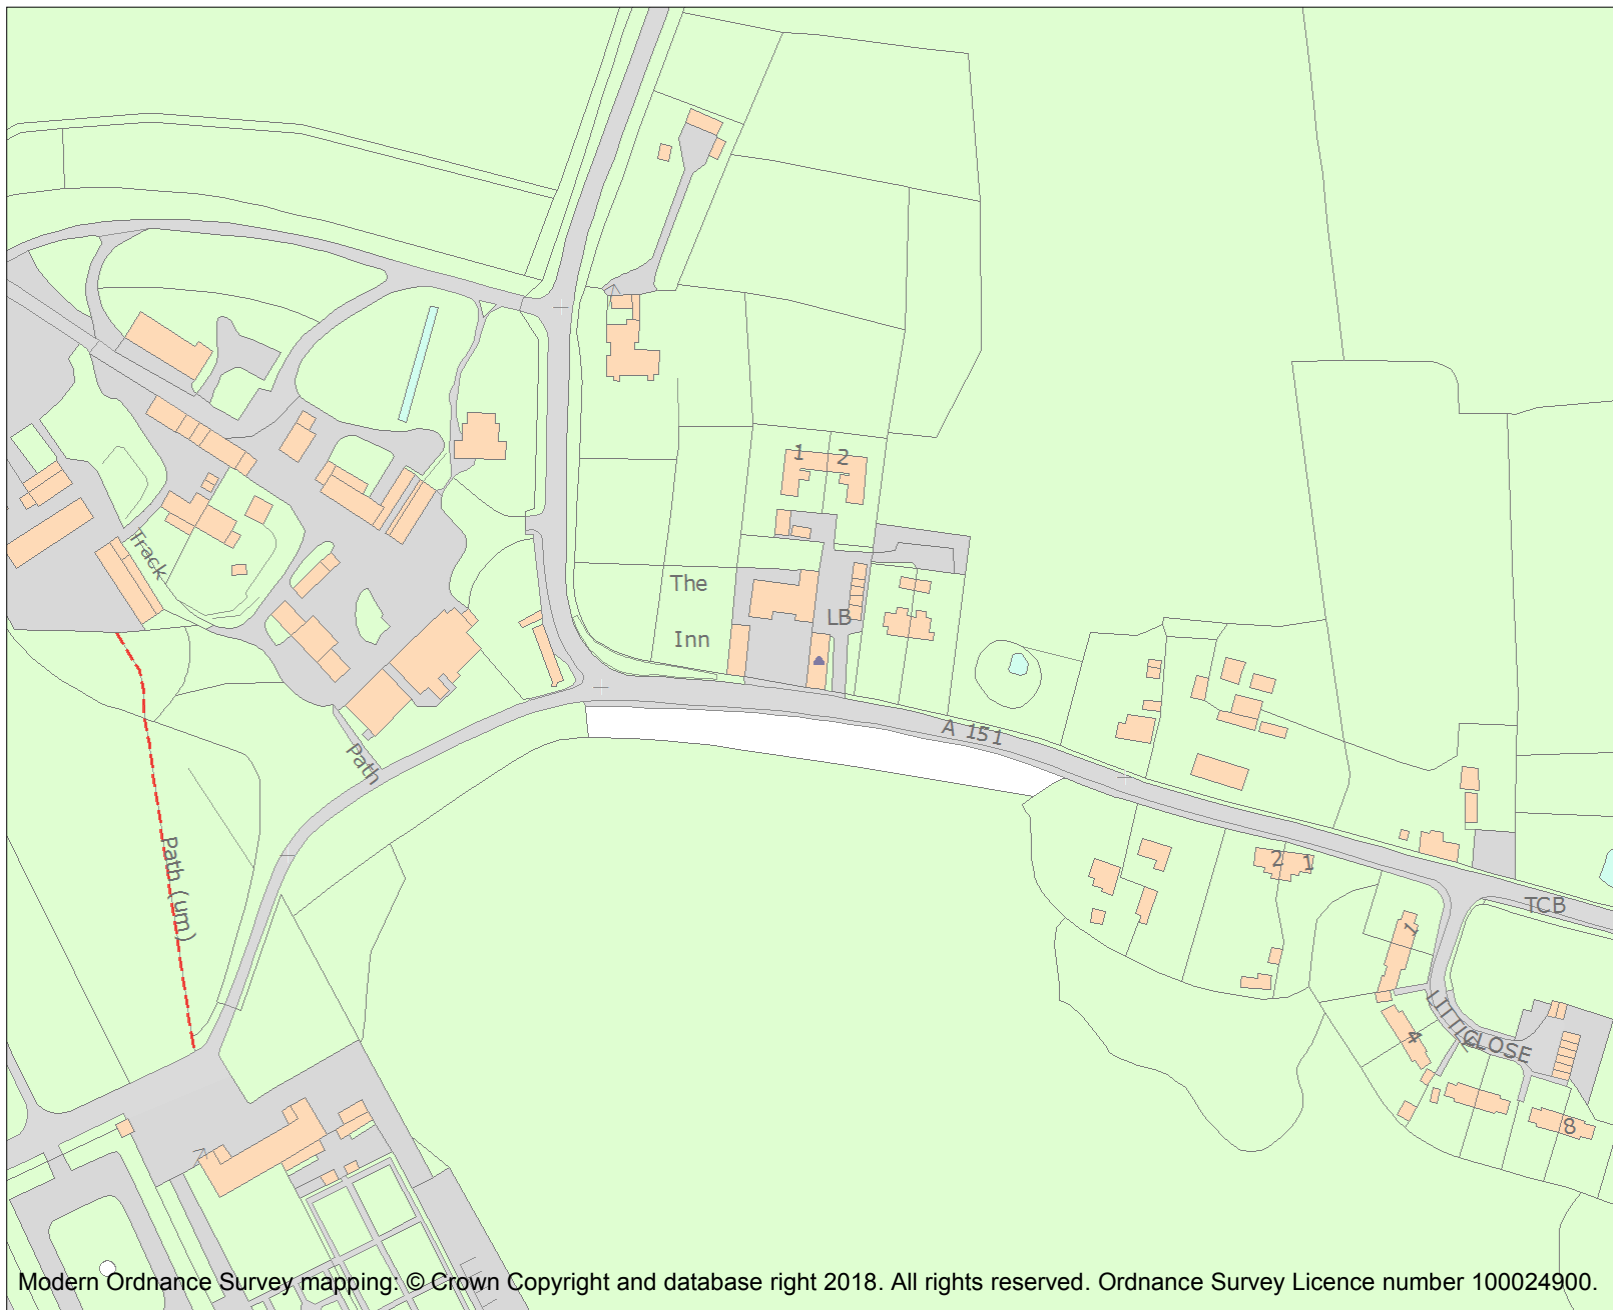 1
2
The
Inn
LB
Track
Path
A 151
Path (um)
2
1
TCB
1
4
CLOSE
8
Modern Ordnance Survey mapping: © Crown Copyright and database right 2018. All rights reserved. Ordnance Survey Licence number 100024900.